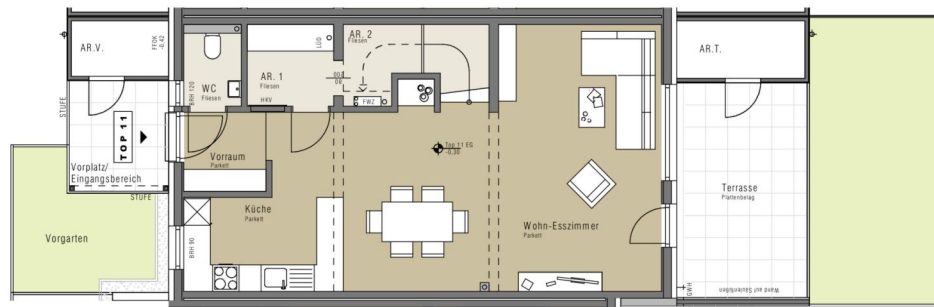 AR.V.
FFOK
-0,42
STUFE
TOP 11
Vorplatz/
Eingangsbereich
STUFE
Vorgarten
BRH 120
WC
Fliesen
AR. 1
Fliesen
HKV
LÜD
AR. 2
Fliesen
FWZ
Vorraum
Parkett
Küche
Parkett
BRH 90
Top 11 EG
-0,30
Wohn-Esszimmer
Parkett
AR.T.
Terrasse
Plattenbelag
GWH
Wand auf Säulenfüßen